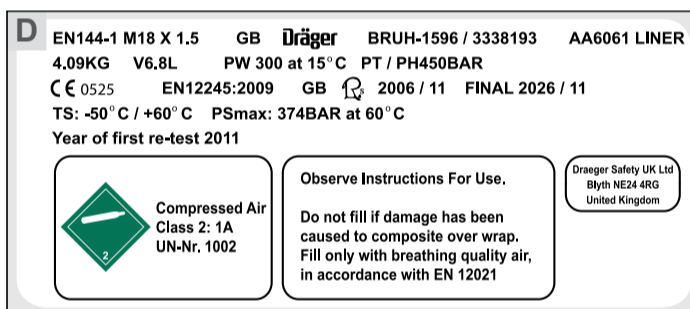 D
EN144-1 M18 X 1.5 GB Dräger BRUH-1596 / 3338193 AA6061 LINER
4.09KG V6.8L PW 300 at 15°C PT / PH450BAR
CE 0525 EN12245:2009 GB 2006 / 11 FINAL 2026 / 11
TS: -50°C / +60°C PSmax: 374BAR at 60°C
Year of first re-test 2011
Compressed Air
Class 2: 1A
UN-Nr. 1002
2
Observe Instructions For Use.
Do not fill if damage has been
caused to composite over wrap.
Fill only with breathing quality air,
in accordance with EN 12021
Draeger Safety UK Ltd
Blyth NE24 4RG
United Kingdom